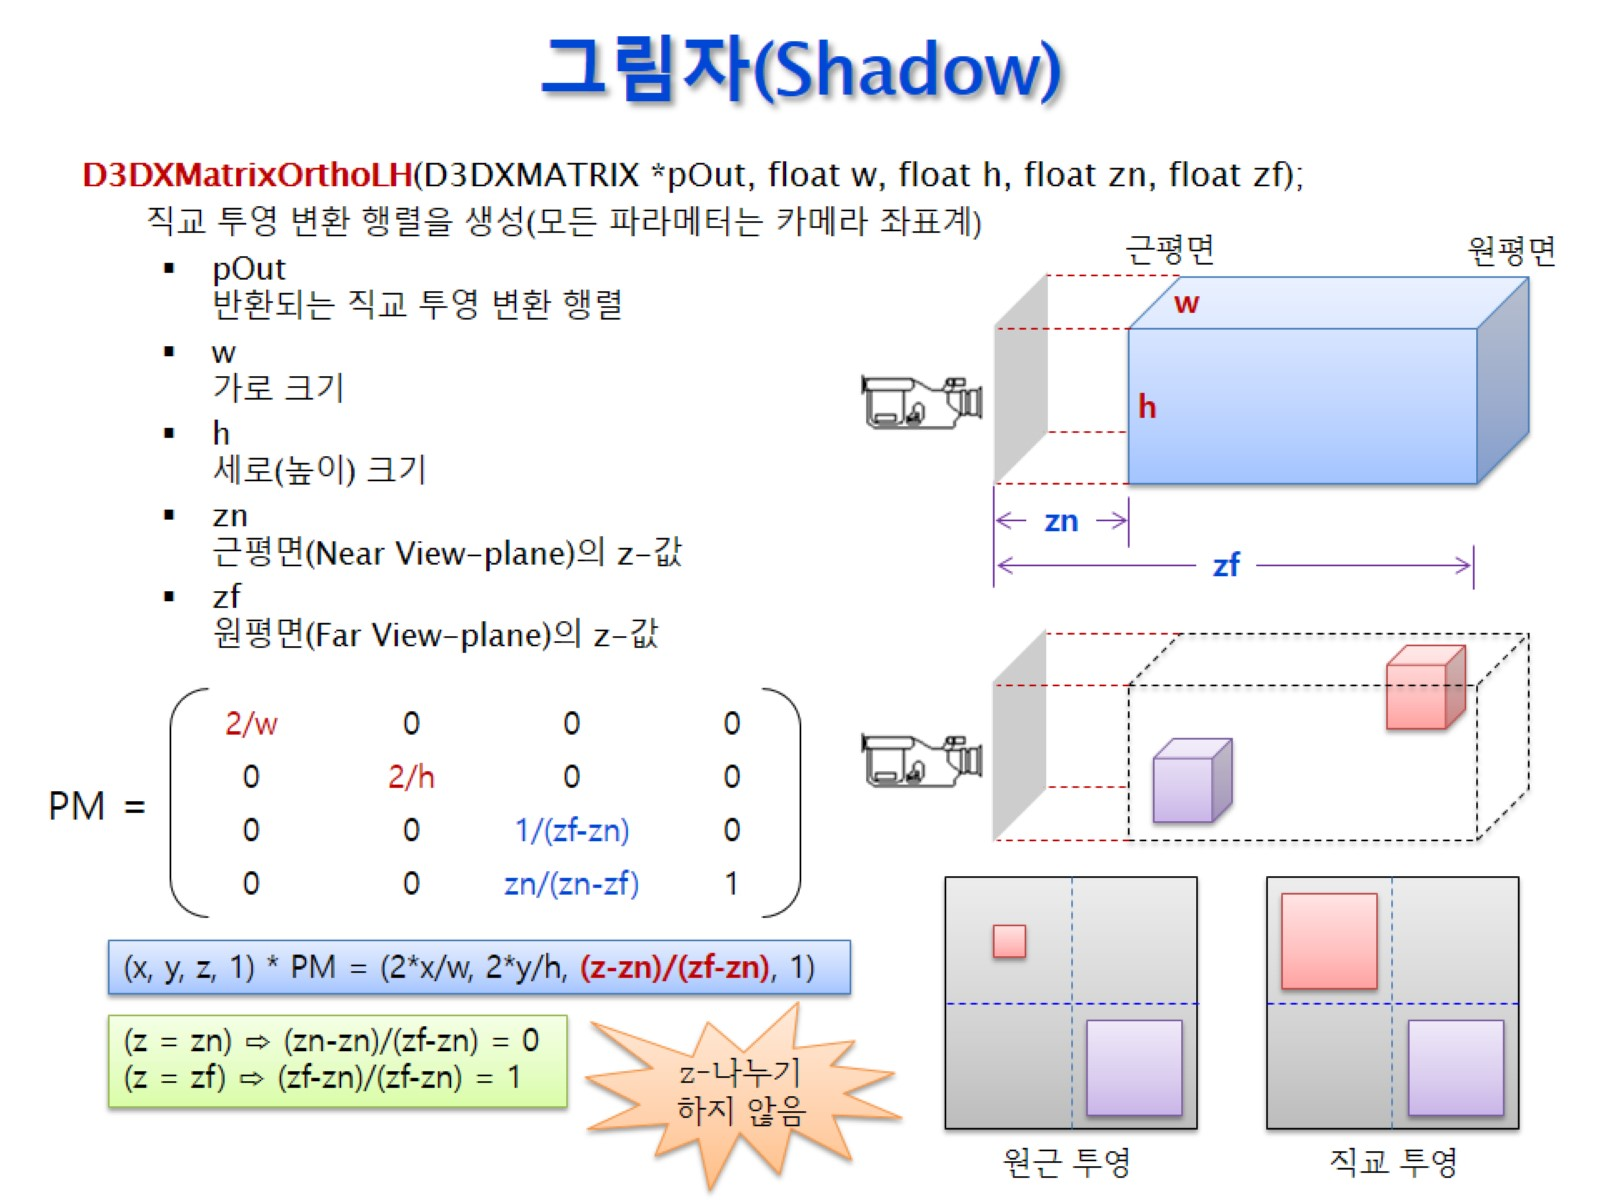 그림자(Shadow)
D3DXMatrixOrthoLH(D3DXMATRIX *pOut, float w, float h, float zn, float zf);
직교 투영 변환 행렬을 생성(모든 파라메터는 카메라 좌표계)
▪ pOut
반환되는 직교 투영 변환 행렬
▪ w
가로 크기
▪ h
세로(높이) 크기
▪ zn
근평면(Near View-plane)의 z-값
▪ zf
원평면(Far View-plane)의 z-값
근평면
원평면
w
h
zn
zf
PM =
2/w 0 0 0
0 2/h 0 0
0 0 1/(zf-zn) 0
0 0 zn/(zn-zf) 1
(x, y, z, 1) * PM = (2*x/w, 2*y/h, (z-zn)/(zf-zn), 1)
(z = zn) ⇨ (zn-zn)/(zf-zn) = 0
(z = zf) ⇨ (zf-zn)/(zf-zn) = 1
z-나누기
하지 않음
원근 투영
직교 투영